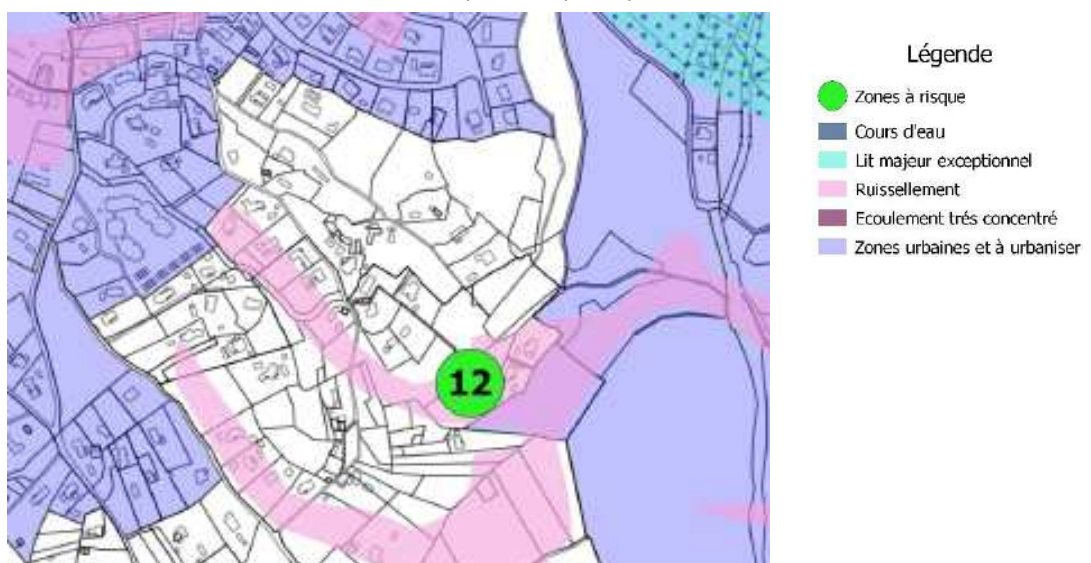 Légende
Zones à risque
Cours d'eau
Lit majeur exceptionnel
Ruissellement
Ecoulement trés concentré
Zones urbaines et à urbaniser
12